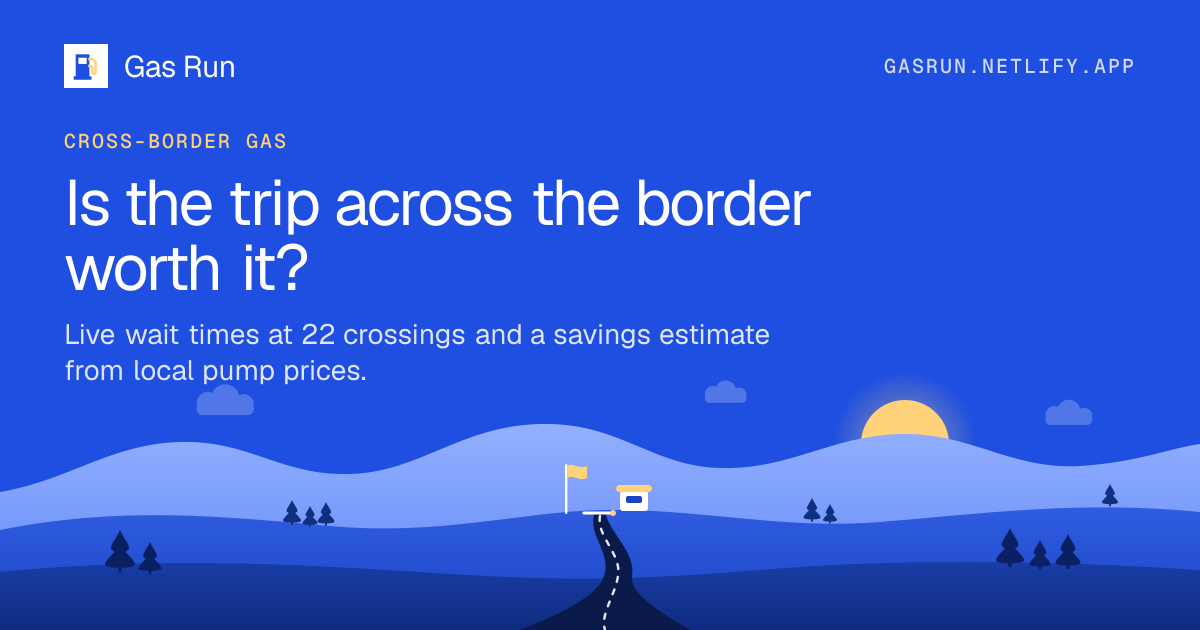 Gas Run
GASRUN.NETLIFY.APP
CROSS-BORDER GAS
Is the trip across the border
worth it?
Live wait times at 22 crossings and a savings estimate
from local pump prices.